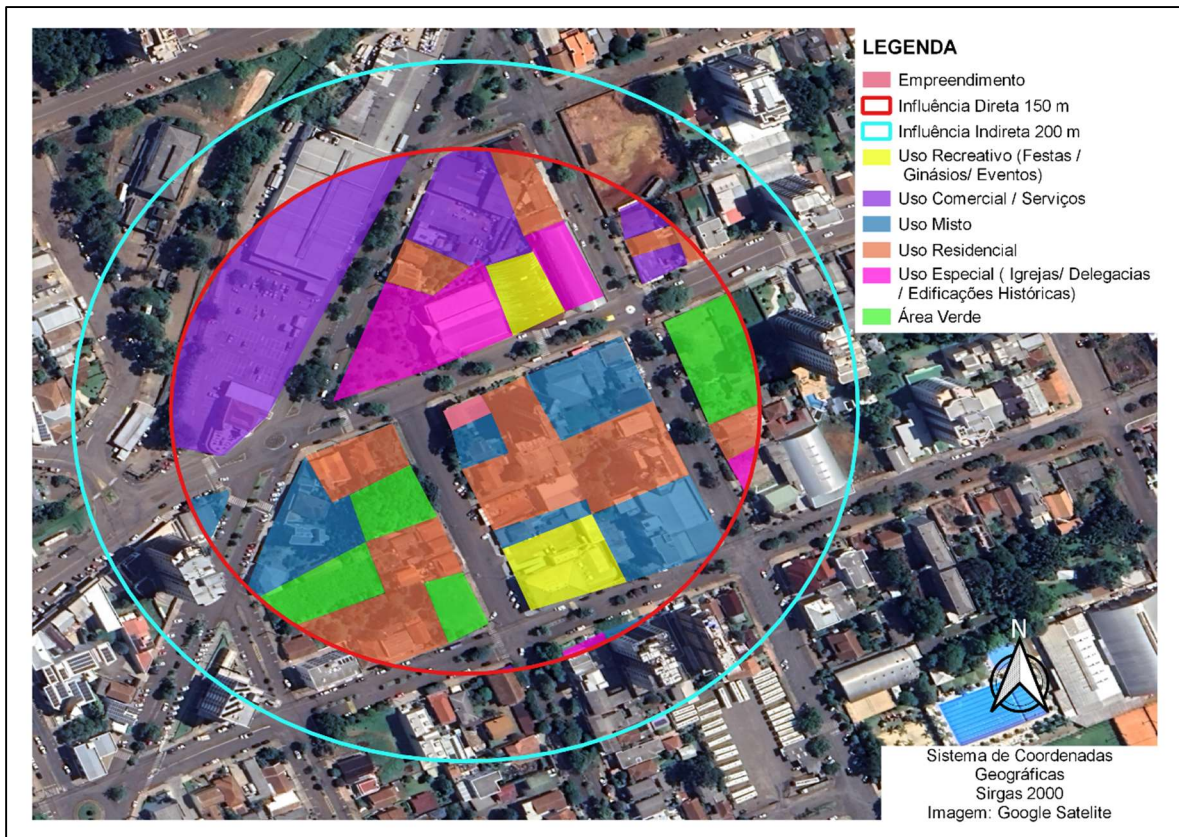 LEGENDA
Empreendimento
Influência Direta 150 m
Influência Indireta 200 m
Uso Recreativo (Festas /
Ginásios/ Eventos)
Uso Comercial / Serviços
Uso Misto
Uso Residencial
Uso Especial ( Igrejas/ Delegacias
/ Edificações Históricas)
Área Verde
N
Sistema de Coordenadas
Geográficas
Sirgas 2000
Imagem: Google Satelite